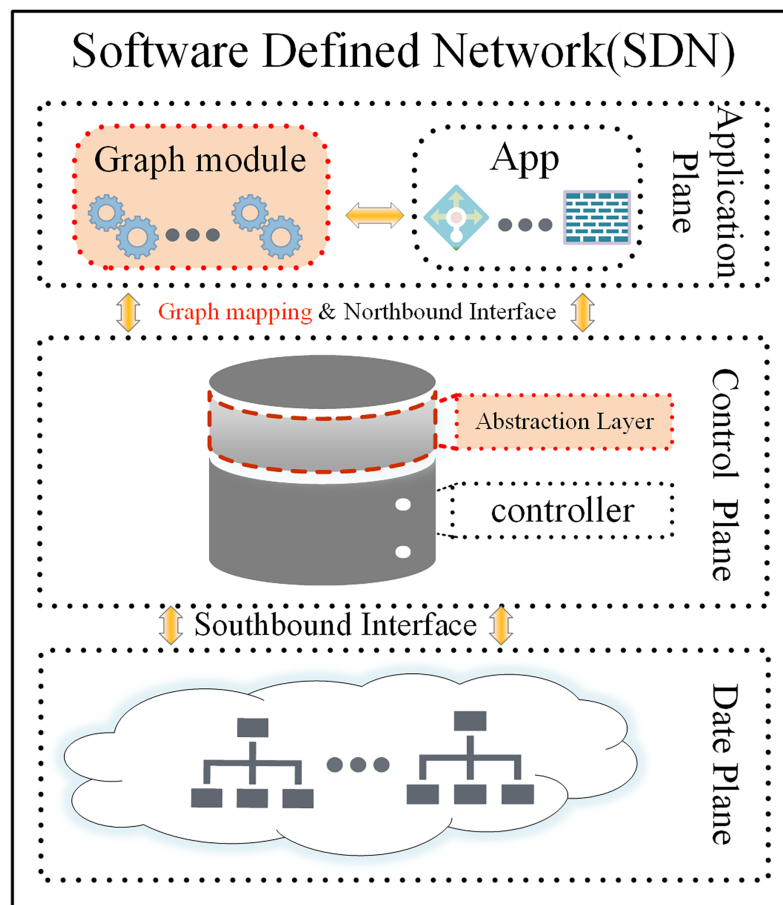 Software Defined Network(SDN)
Graph module
App
Application
Plane
Graph mapping & Northbound Interface
Abstraction Layer
controller
Control Plane
Southbound Interface
Date Plane